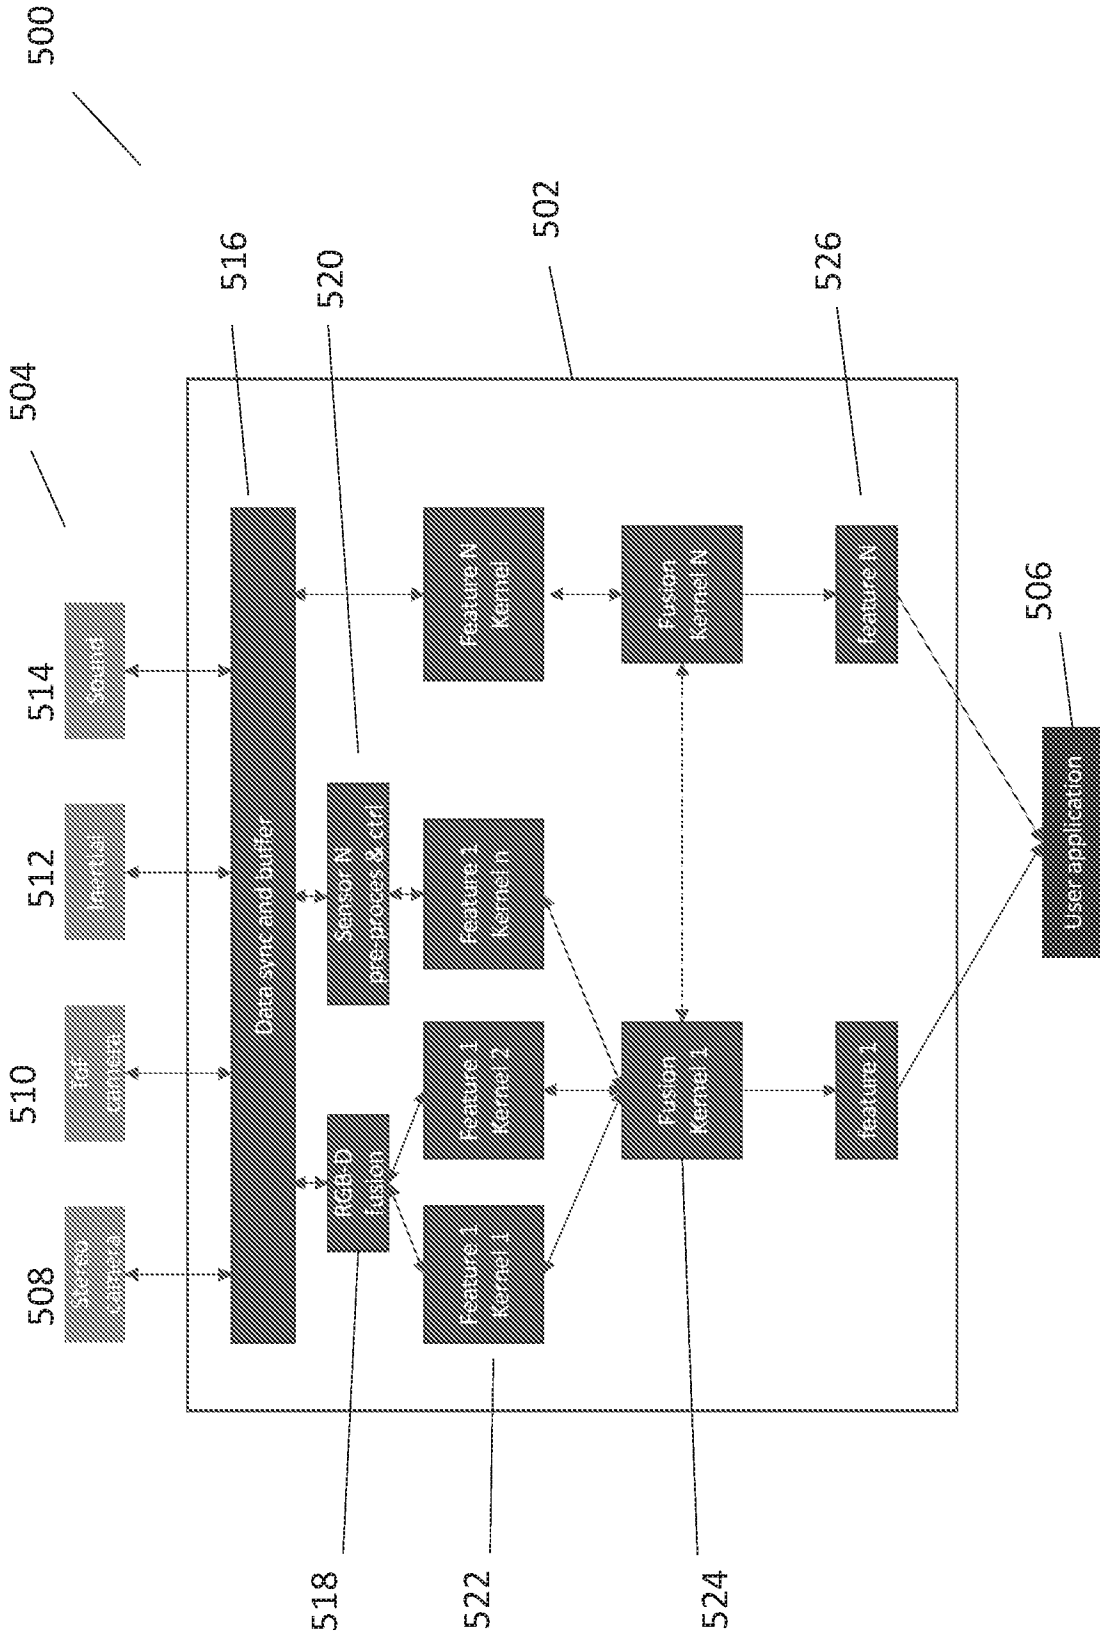 500
504
514
512
510
508
Sound
Inertial
ToF
camera
Stereo
camera
516
520
502
526
Data sync and buffer
Sensor N
pre-proces & ctrl
RGB-D
fusion
Feature N
Kernel
Feature 1
Kernel n
Feature 1
Kernel 2
Feature 1
Kernel 1
Fusion
Kernel N
Fusion
Kernel 1
feature N
feature 1
506
User application
518
522
524